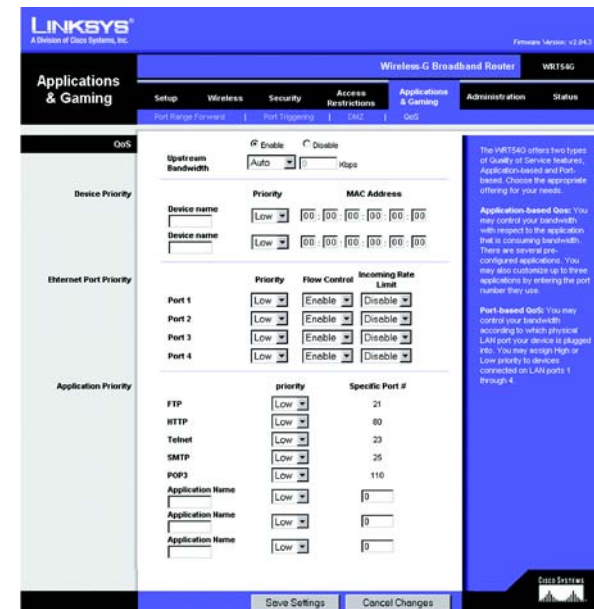 LINKSYS®
A Division of Cisco Systems, Inc.
Firmware Version: v2.04.3
Wireless-G Broadband Router WRT54G
Applications & Gaming
Setup Wireless Security Access Restrictions Applications & Gaming Administration Status
Port Range Forward | Port Triggering | DMZ | QoS
QoS
Enable Disable
Upstream Bandwidth Auto 0 Kbps
Device Priority
Priority MAC Address
Device name Low 00 : 00 : 00 : 00 : 00 : 00
Device name Low 00 : 00 : 00 : 00 : 00 : 00
Ehternet Port Priority
Priority Flow Control Incoming Rate Limit
Port 1 Low Enable Disable
Port 2 Low Enable Disable
Port 3 Low Enable Disable
Port 4 Low Enable Disable
Application Priority
priority Specific Port #
FTP Low 21
HTTP Low 80
Telnet Low 23
SMTP Low 25
POP3 Low 110
Application Name Low 0
Application Name Low 0
Application Name Low 0
Save Settings Cancel Changes
The WRT54G offers two types
of Quality of Service features,
Application-based and Port-
based. Choose the appropriate
offering for your needs.
Application-based Qos: You
may control your bandwidth
with respect to the application
that is consuming bandwidth.
There are several pre-
configured applications. You
may also customize up to three
applications by entering the port
number they use.
Port-based QoS: You may
control your bandwidth
according to which physical
LAN port your device is plugged
into. You may assign High or
Low priority to devices
connected on LAN ports 1
through 4.
CISCO SYSTEMS